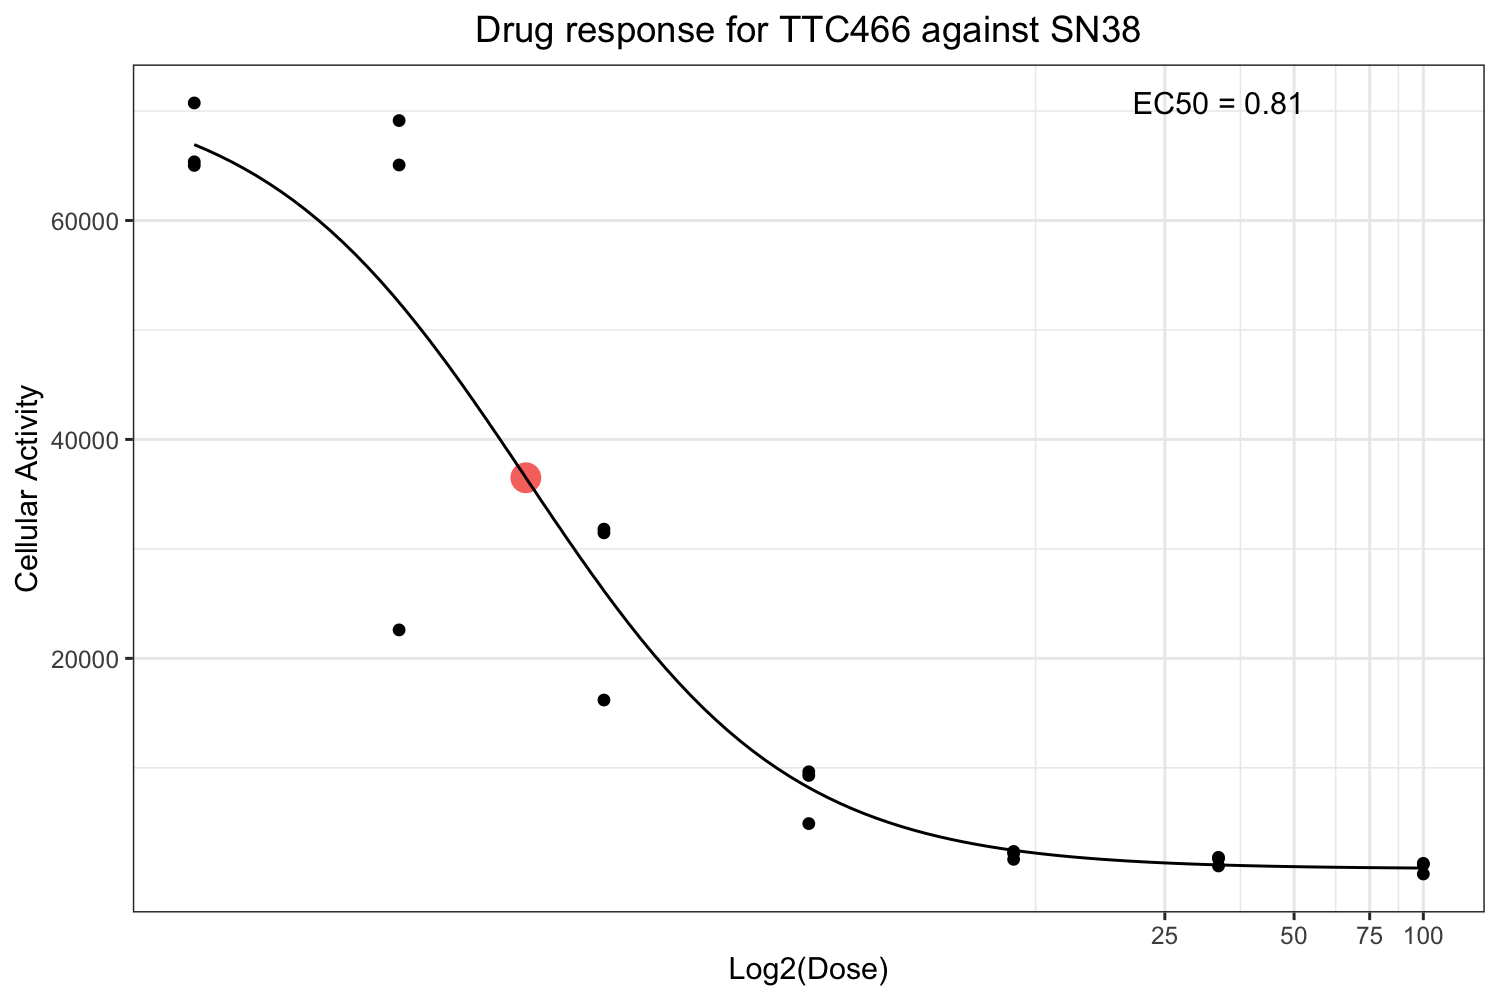 Drug response for TTC466 against SN38
EC50 = 0.81
Cellular Activity
60000
40000
20000
25 50 75 100
Log2(Dose)